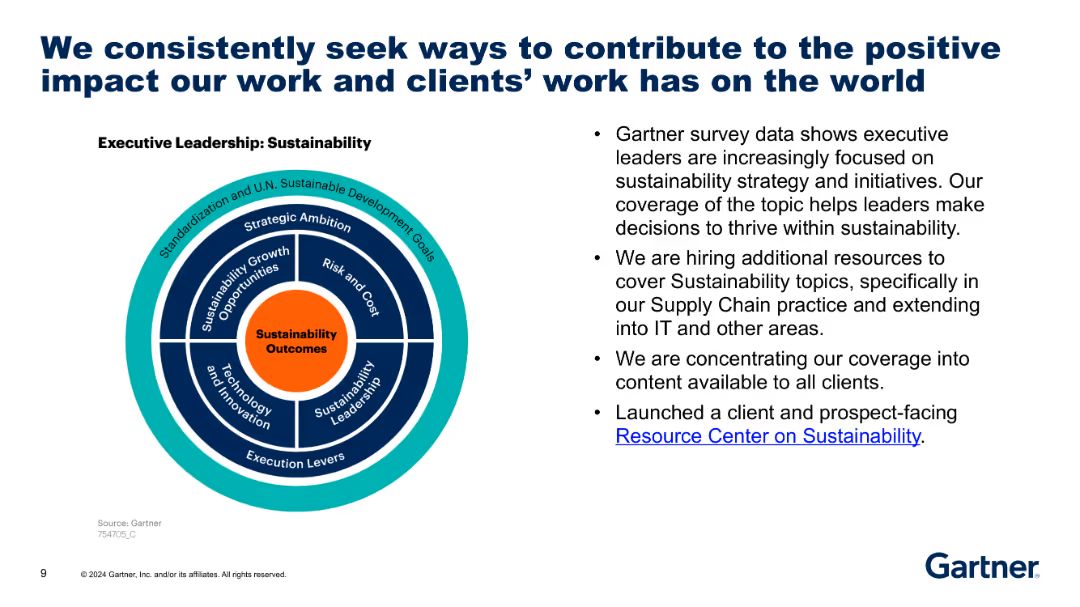 We consistently seek ways to contribute to the positive
impact our work and clients’ work has on the world
Executive Leadership: Sustainability
Standardization and U.N. Sustainable Development Goals
Strategic Ambition
Sustainability Growth
Opportunities
Risk and Cost
Sustainability
Outcomes
Technology
and Innovation
Sustainability
Leadership
Execution Levers
Source: Gartner
754705_C
• Gartner survey data shows executive
leaders are increasingly focused on
sustainability strategy and initiatives. Our
coverage of the topic helps leaders make
decisions to thrive within sustainability.
• We are hiring additional resources to
cover Sustainability topics, specifically in
our Supply Chain practice and extending
into IT and other areas.
• We are concentrating our coverage into
content available to all clients.
• Launched a client and prospect-facing
Resource Center on Sustainability.
9
© 2024 Gartner, Inc. and/or its affiliates. All rights reserved.
Gartner®